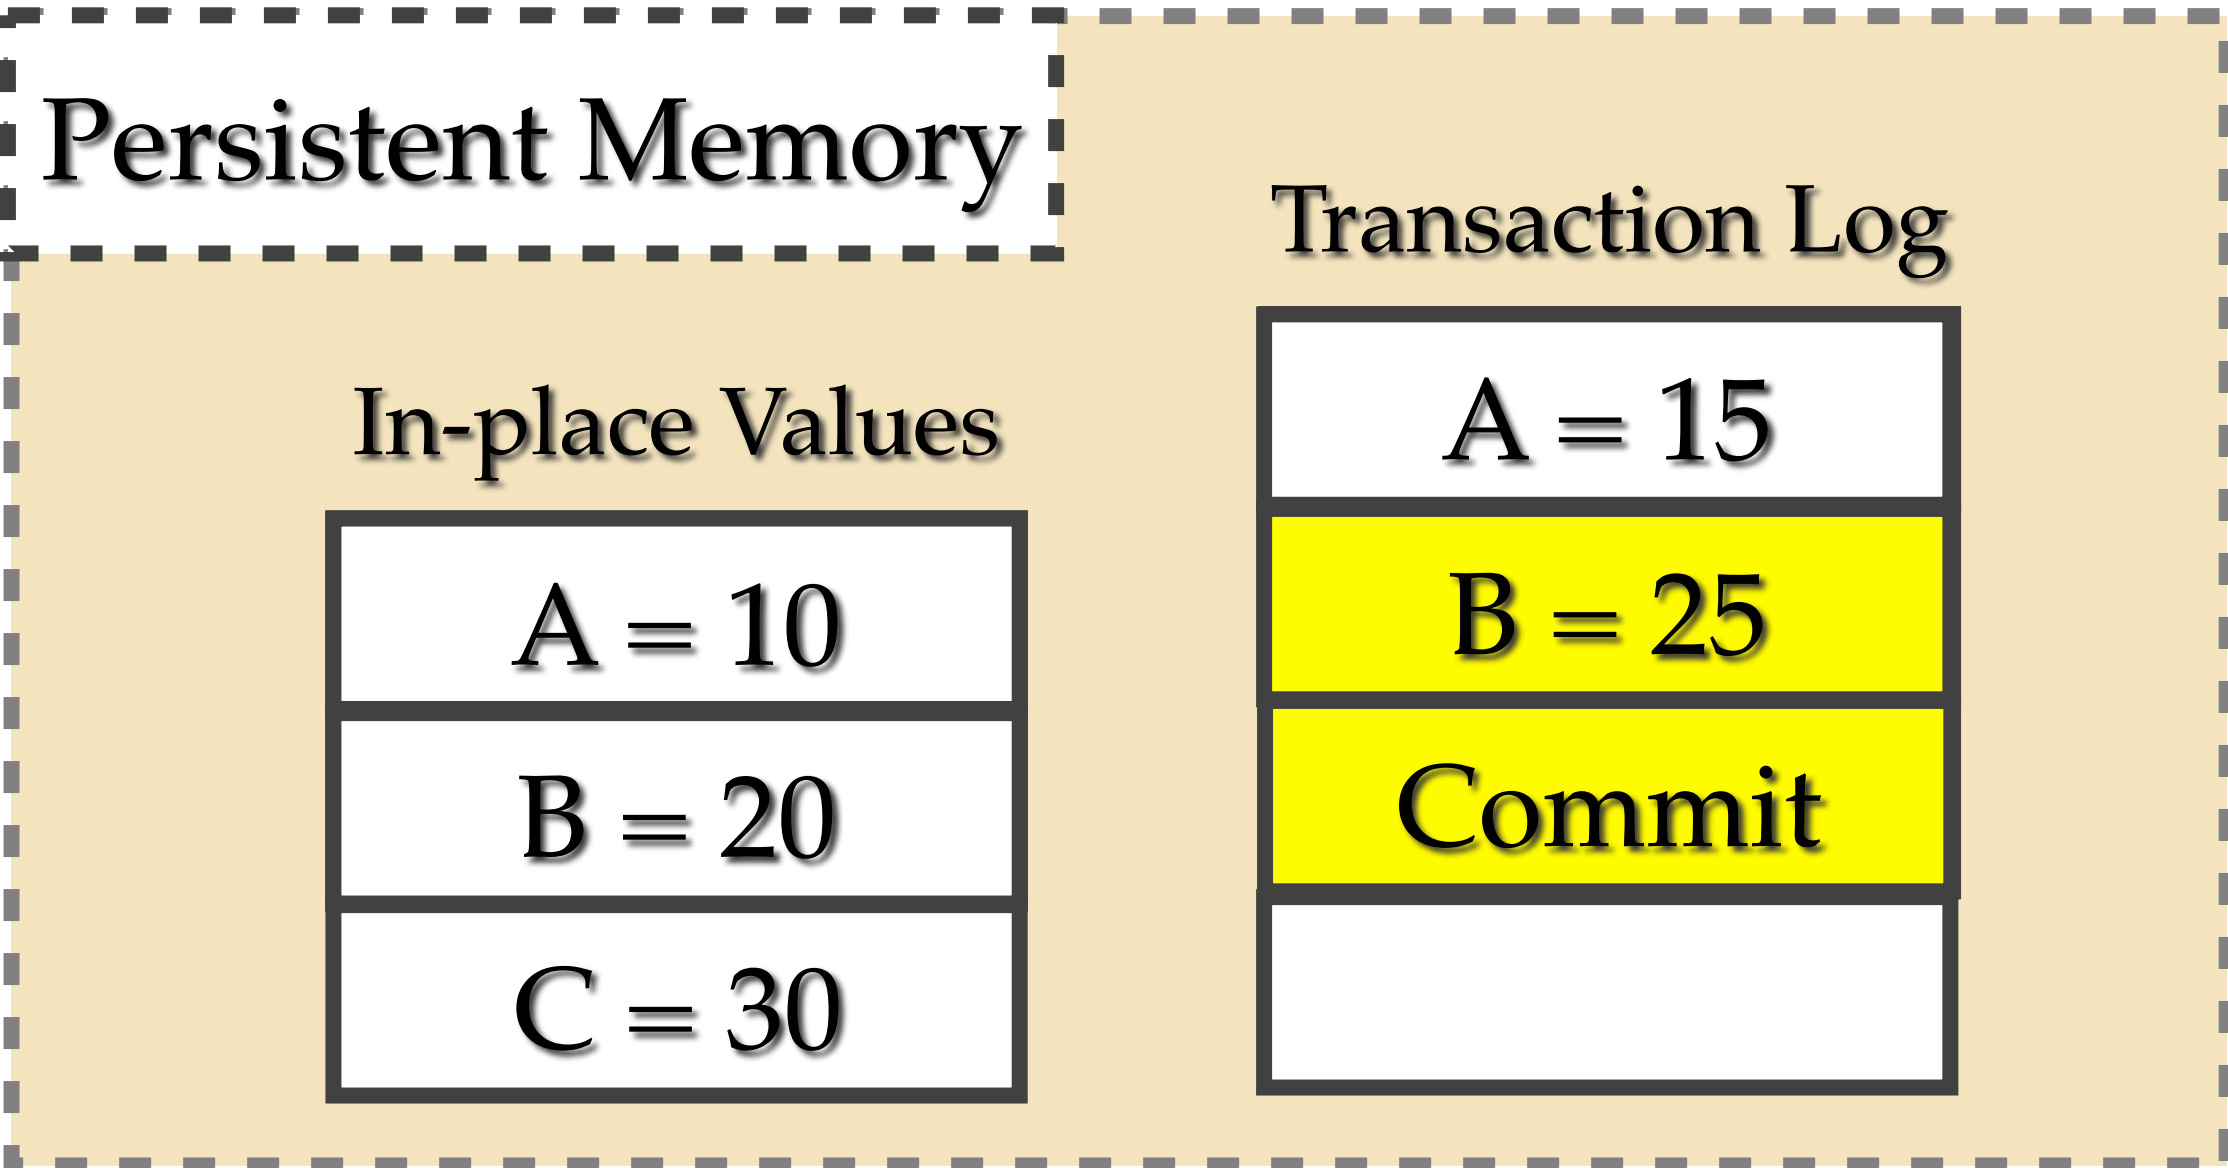 Persistent Memory
In-place Values
A = 10
B = 20
C = 30
Transaction Log
A = 15
B = 25
Commit